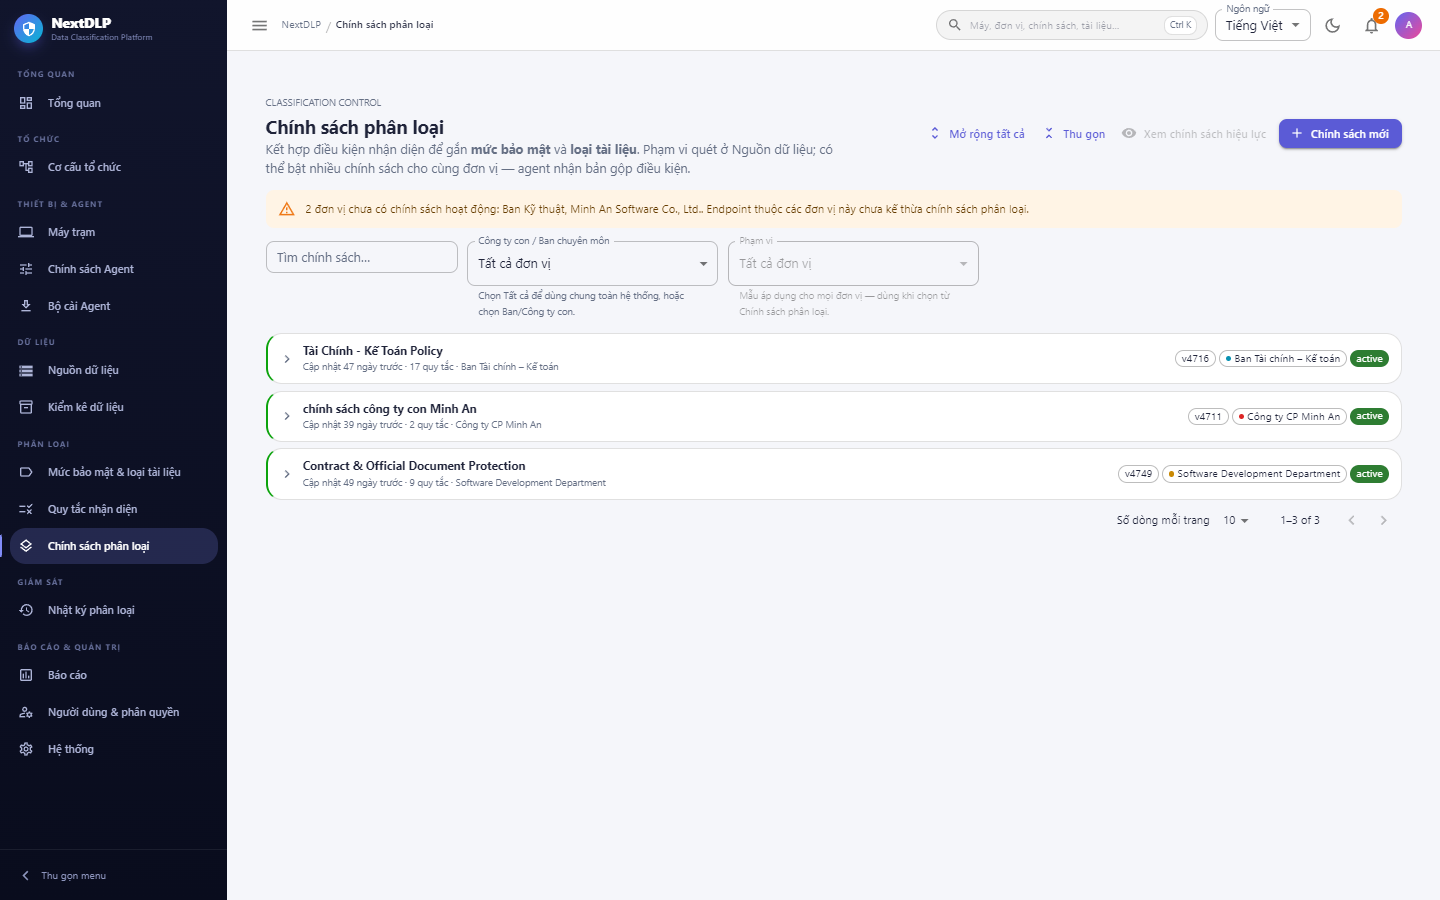 NextDLP
Data Classification Platform
TỔNG QUAN
Tổng quan
TỔ CHỨC
Cơ cấu tổ chức
THIẾT BỊ & AGENT
Máy trạm
Chính sách Agent
Bộ cài Agent
DỮ LIỆU
Nguồn dữ liệu
Kiểm kê dữ liệu
PHÂN LOẠI
Mức bảo mật & loại tài liệu
Quy tắc nhận diện
Chính sách phân loại
GIÁM SÁT
Nhật ký phân loại
BÁO CÁO & QUẢN TRỊ
Báo cáo
Người dùng & phân quyền
Hệ thống
Thu gọn menu
NextDLP / Chính sách phân loại
Máy, đơn vị, chính sách, tài liệu... Ctrl K
Ngôn ngữ
Tiếng Việt
2
A
CLASSIFICATION CONTROL
Chính sách phân loại
Kết hợp điều kiện nhận diện để gắn mức bảo mật và loại tài liệu. Phạm vi quét ở Nguồn dữ liệu; có
thể bật nhiều chính sách cho cùng đơn vị — agent nhận bản gộp điều kiện.
Mở rộng tất cả
Thu gọn
Xem chính sách hiệu lực
Chính sách mới
2 đơn vị chưa có chính sách hoạt động: Ban Kỹ thuật, Minh An Software Co., Ltd.. Endpoint thuộc các đơn vị này chưa kế thừa chính sách phân loại.
Tìm chính sách...
Công ty con / Ban chuyên môn
Tất cả đơn vị
Chọn Tất cả để dùng chung toàn hệ thống, hoặc
chọn Ban/Công ty con.
Phạm vi
Tất cả đơn vị
Mẫu áp dụng cho mọi đơn vị — dùng khi chọn từ
Chính sách phân loại.
Tài Chính - Kế Toán Policy
Cập nhật 47 ngày trước · 17 quy tắc · Ban Tài chính – Kế toán
v4716 Ban Tài chính – Kế toán active
chính sách công ty con Minh An
Cập nhật 39 ngày trước · 2 quy tắc · Công ty CP Minh An
v4711 Công ty CP Minh An active
Contract & Official Document Protection
Cập nhật 49 ngày trước · 9 quy tắc · Software Development Department
v4749 Software Development Department active
Số dòng mỗi trang 10 1–3 of 3